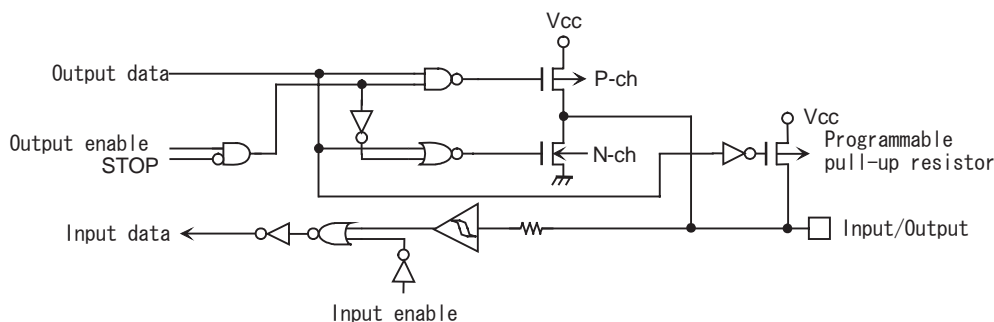 Vcc
Output data
P-ch
Vcc
Output enable
STOP
N-ch
Programmable
pull-up resistor
Input data
Input/Output
Input enable